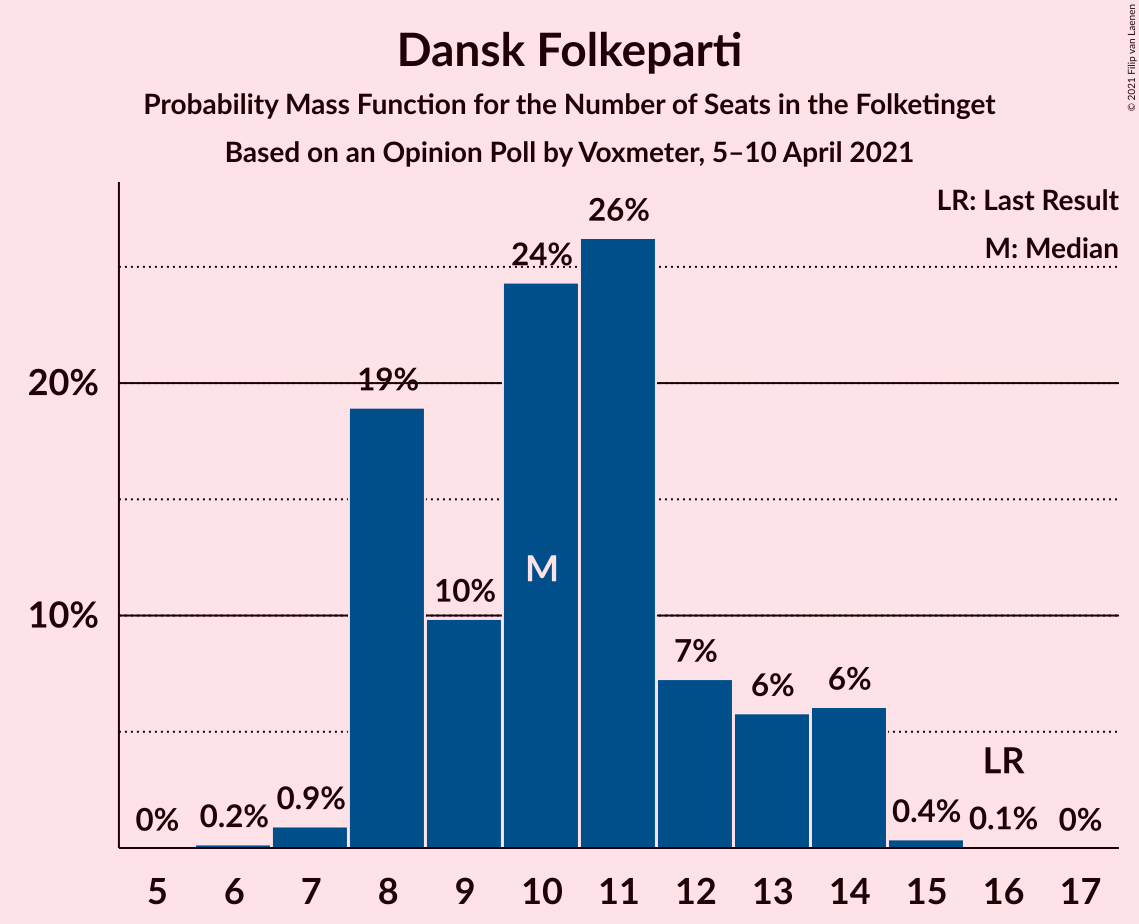 Dansk Folkeparti
Probability Mass Function for the Number of Seats in the Folketinget
Based on an Opinion Poll by Voxmeter, 5–10 April 2021
© 2021 Filip van Laenen
LR: Last Result
M: Median
26%
24%
20%
19%
M
10%
10%
7%
6%
6%
LR
0%
0.2%
0.9%
0.4%
0.1%
0%
5 6 7 8 9 10 11 12 13 14 15 16 17